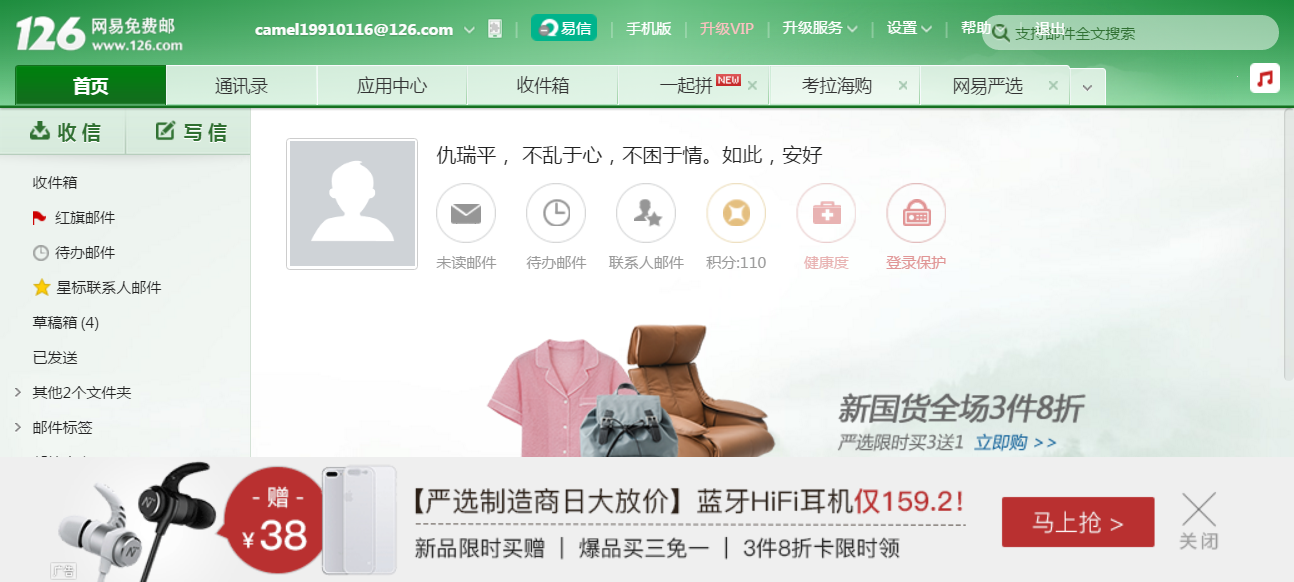 126 网易免费邮
www.126.com
camel19910116@126.com
易信
手机版
升级VIP
升级服务
设置
帮助
退出
支持邮件全文搜索
首页
通讯录
应用中心
收件箱
一起拼 NEW
考拉海购
网易严选
收信
写信
收件箱
红旗邮件
待办邮件
星标联系人邮件
草稿箱 (4)
已发送
其他2个文件夹
邮件标签
仇瑞平， 不乱于心，不困于情。如此，安好
未读邮件
待办邮件
联系人邮件
积分:110
健康度
登录保护
新国货全场3件8折
严选限时买3送1 立即购 >>
- 赠 -
¥38
【严选制造商日大放价】蓝牙HiFi耳机仅159.2!
新品限时买赠 | 爆品买三免一 | 3件8折卡限时领
马上抢 >
关闭
广告